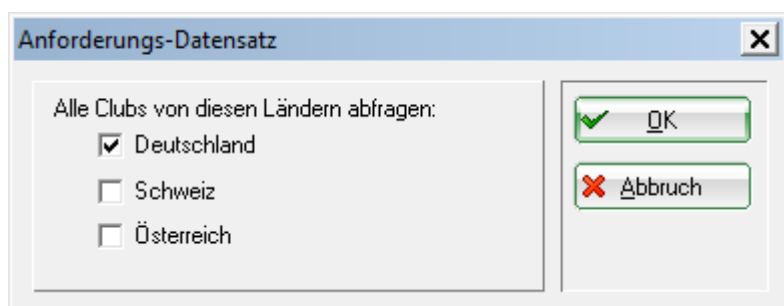 Anforderungs-Datensatz
Alle Clubs von diesen Ländern abfragen:
Deutschland
Schweiz
Österreich
OK
Abbruch